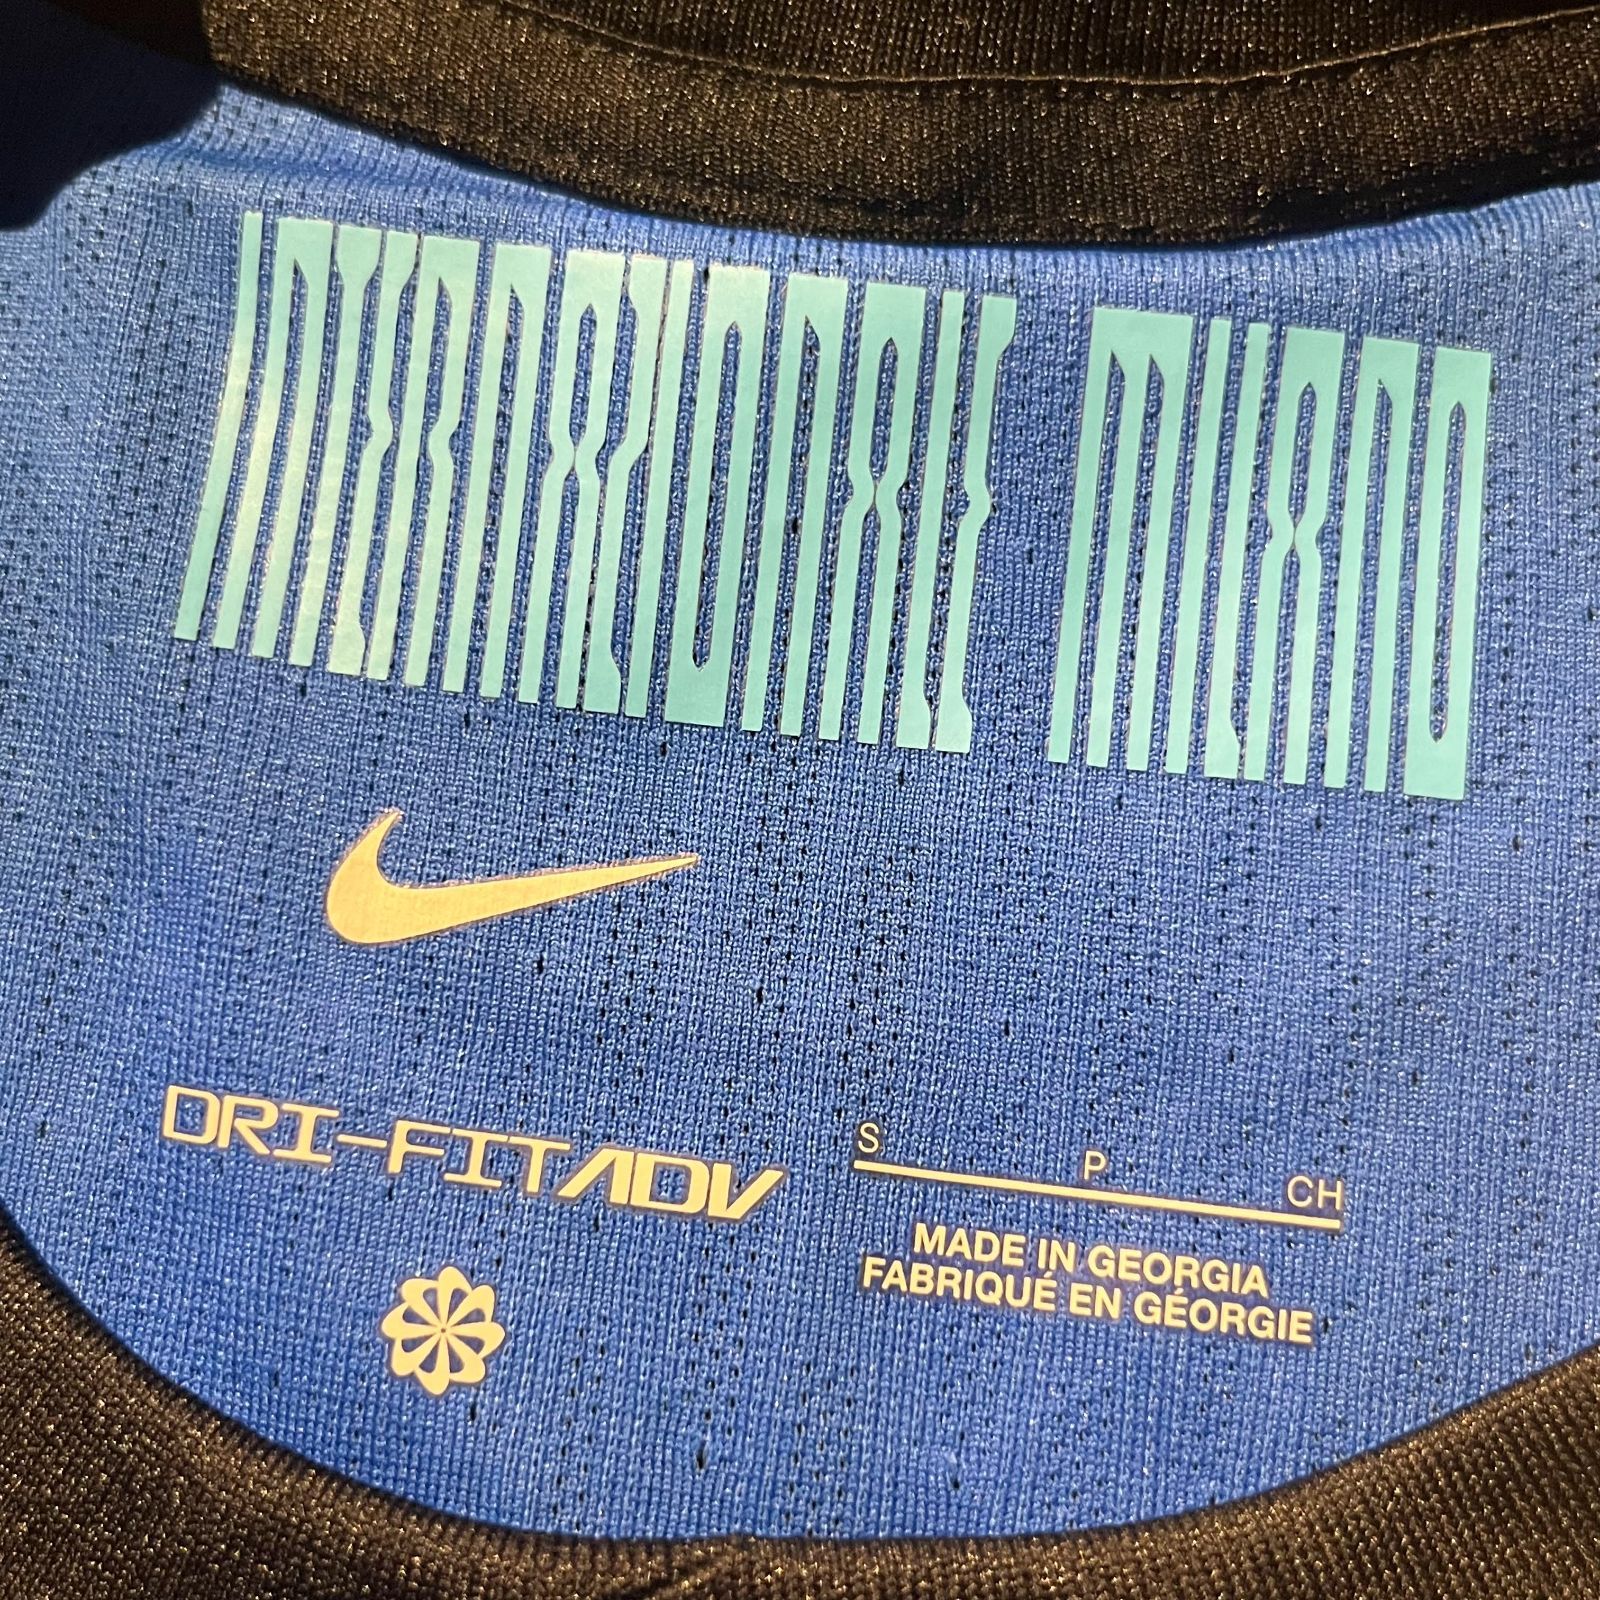 INTERNAZIONALE MILANO
DRI-FITADV
S P CH
MADE IN GEORGIA
FABRIQUÉ EN GÉORGIE